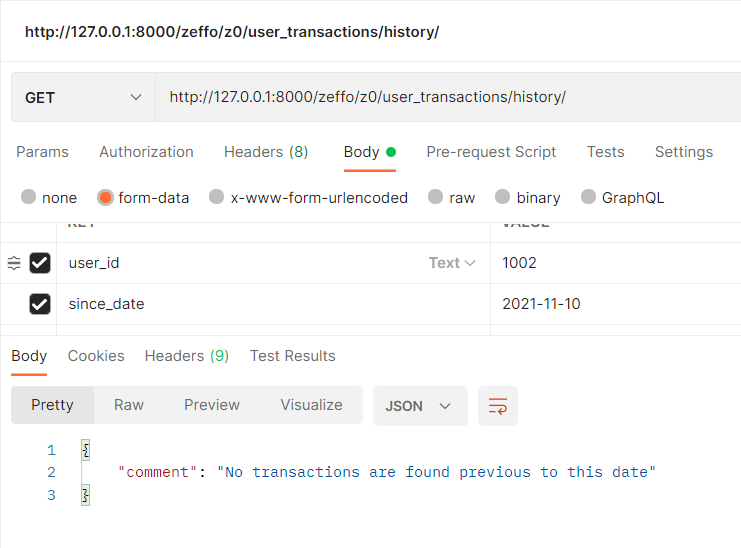 http://127.0.0.1:8000/zeffo/z0/user_transactions/history/
GET http://127.0.0.1:8000/zeffo/z0/user_transactions/history/
Params Authorization Headers (8) Body Pre-request Script Tests Settings
none form-data x-www-form-urlencoded raw binary GraphQL
KEY VALUE
user_id Text 1002
since_date 2021-11-10
Body Cookies Headers (9) Test Results
Pretty Raw Preview Visualize JSON
1 {
2 "comment": "No transactions are found previous to this date"
3 }